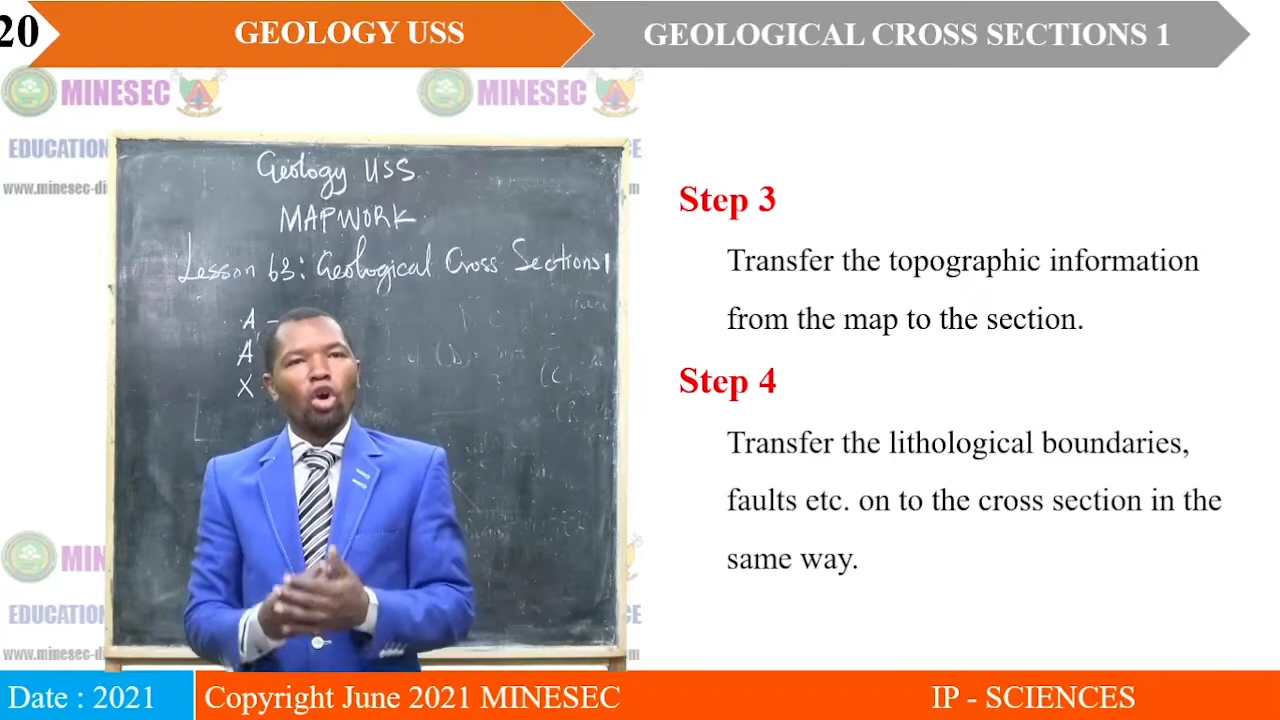 20
GEOLOGY USS
GEOLOGICAL CROSS SECTIONS 1
MINESEC
MINESEC
EDUCATION
www.minesec-di
Geology USS
MAPWORK
Lesson 63: Geological Cross Sections 1
A -
A
X
Step 3
Transfer the topographic information
from the map to the section.
Step 4
Transfer the lithological boundaries,
faults etc. on to the cross section in the
same way.
MIN
EDUCATION
www.minesec-di
Date : 2021
Copyright June 2021 MINESEC
IP - SCIENCES